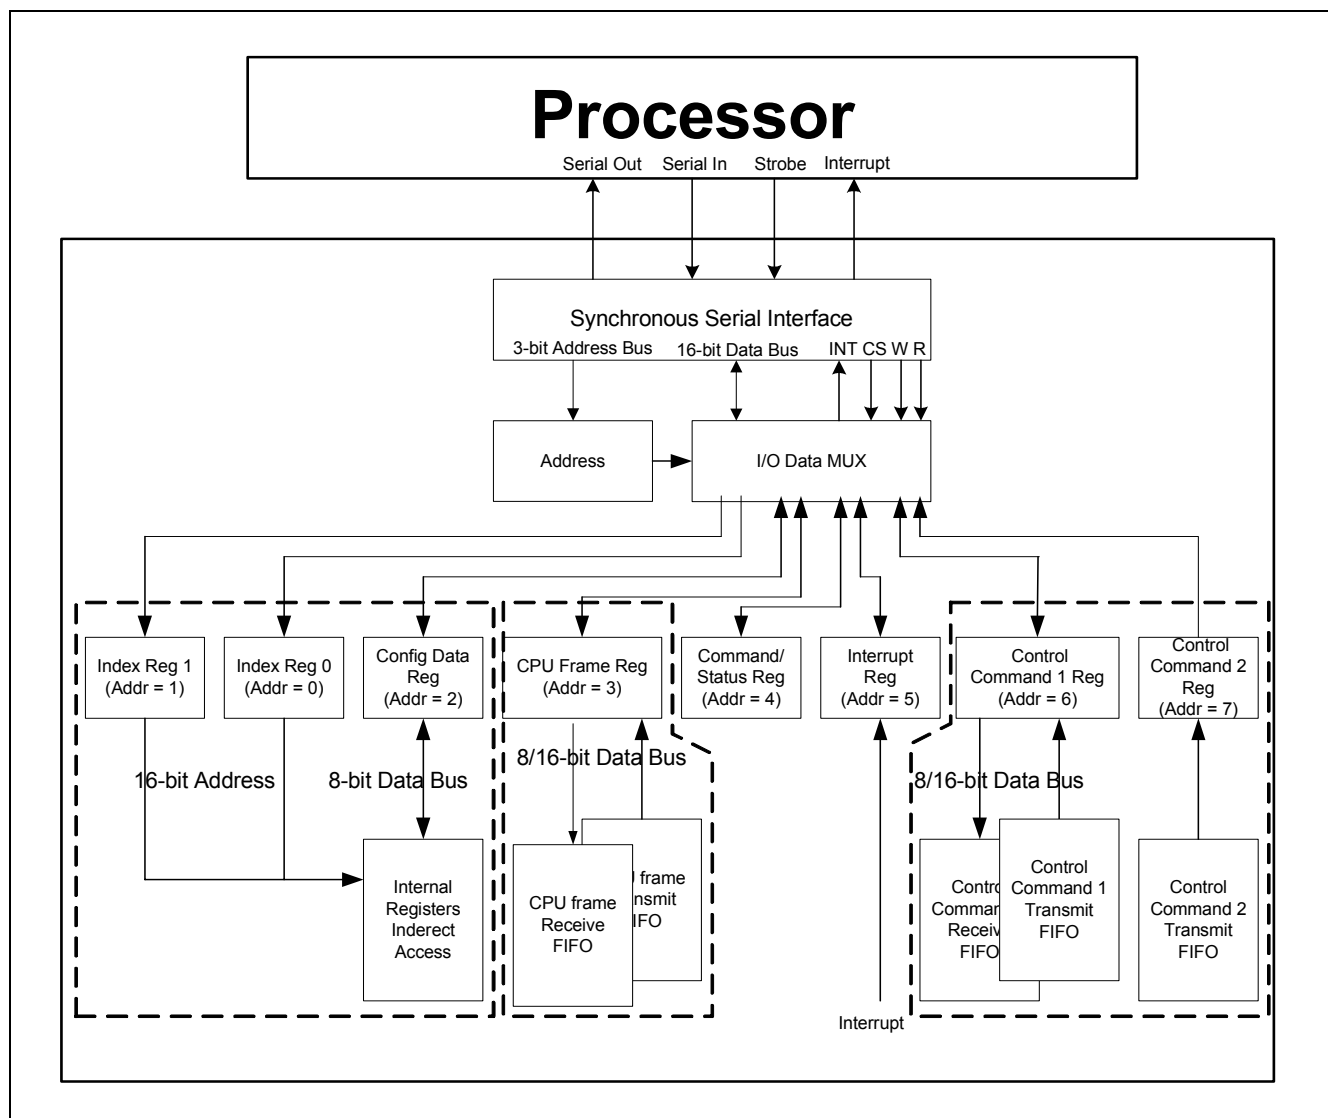 Processor
Serial Out Serial In Strobe Interrupt
Synchronous Serial Interface
3-bit Address Bus 16-bit Data Bus INT CS W R
Address
I/O Data MUX
Index Reg 1
(Addr = 1)
Index Reg 0
(Addr = 0)
Config Data
Reg
(Addr = 2)
CPU Frame Reg
(Addr = 3)
Command/
Status Reg
(Addr = 4)
Interrupt
Reg
(Addr = 5)
Control
Command 1 Reg
(Addr = 6)
Control
Command 2
Reg
(Addr = 7)
16-bit Address
8-bit Data Bus
8/16-bit Data Bus
8/16-bit Data Bus
Internal
Registers
Inderect
Access
CPU frame
Receive
FIFO
frame
Control
Command 1
Transmit
FIFO
Control
Command 2
Transmit
FIFO
Interrupt